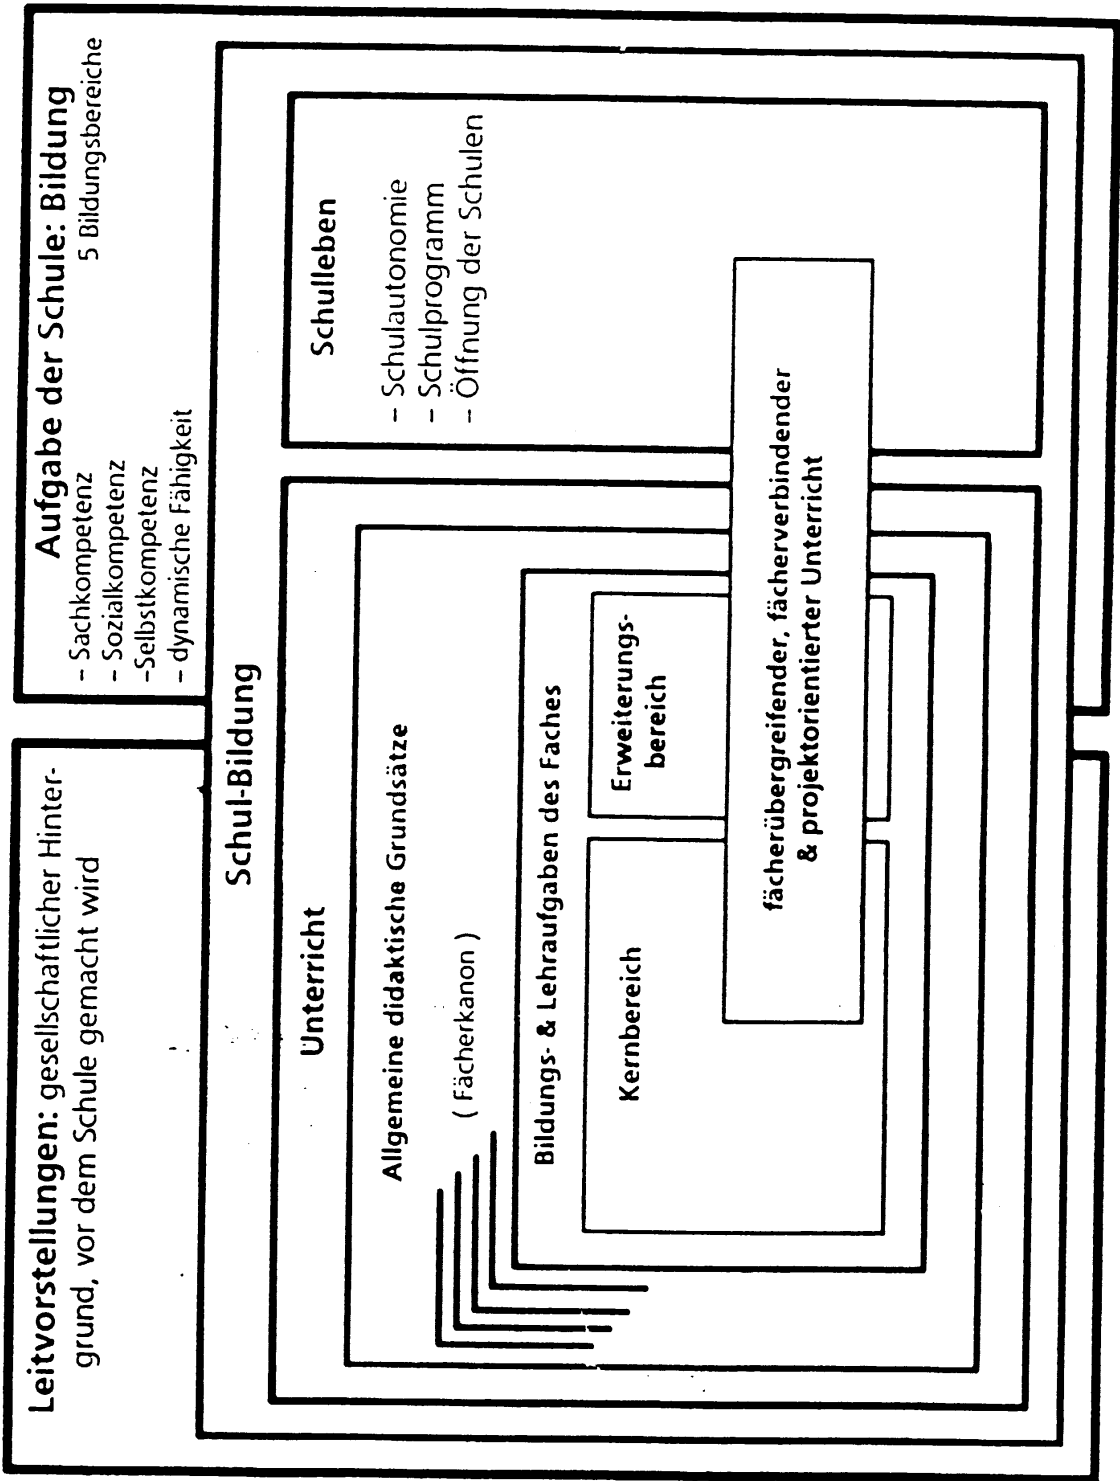 Leitvorstellungen: gesellschaftlicher Hinter-
grund, vor dem Schule gemacht wird
Aufgabe der Schule: Bildung
- Sachkompetenz
5 Bildungsbereiche
- Sozialkompetenz
-Selbstkompetenz
- dynamische Fähigkeit
Schul-Bildung
Unterricht
Allgemeine didaktische Grundsätze
( Fächerkanon )
Bildungs- & Lehraufgaben des Faches
Kernbereich
Erweiterungs-
bereich
fächerübergreifender, fächerverbindender
& projektorientierter Unterricht
Schulleben
- Schulautonomie
- Schulprogramm
- Öffnung der Schulen